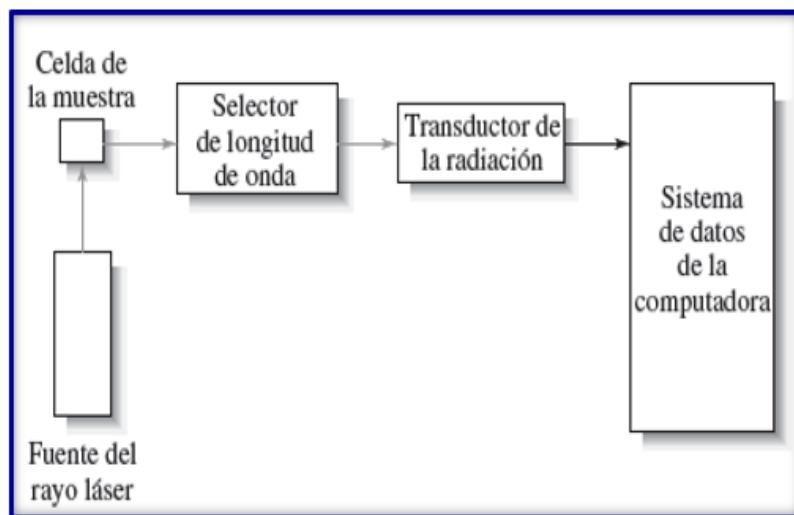 Celda de
la muestra
Selector
de longitud
de onda
Transductor de
la radiación
Sistema
de datos
de la
computadora
Fuente del
rayo láser